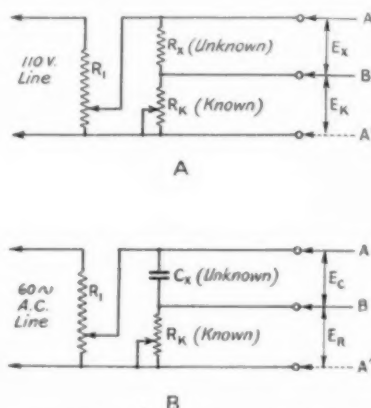 A
Rx (Unknown)
Ex
110 V.
Line
R1
B
RK (Known)
EK
A
A
A
Cx (Unknown)
EC
60~
A.C.
Line
R1
B
RK (Known)
ER
A'
B